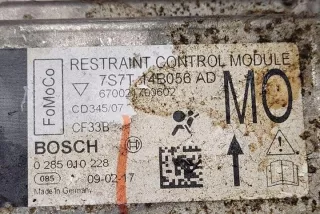 FoMoCo
RESTRAINT CONTROL MODULE
7S7T 14B056 AD
MO
CD345/07
CF33B
BOSCH
0 285 010 228
085
09-02-17
Made in Germany